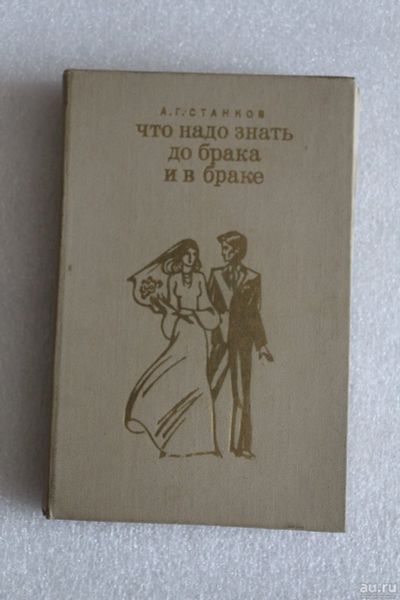 А.Г.СТАНКОВ
что надо знать
до брака
и в браке
au.ru